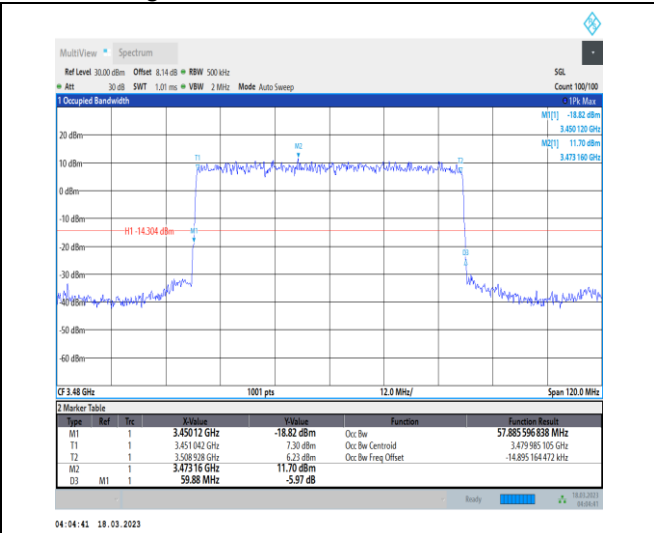 MultiView Spectrum
Ref Level 30.00 dBm Offset 8.14 dB RBW 500 kHz SGL
Att 30 dB SWT 1.01 ms VBW 2 MHz Mode Auto Sweep Count 100/100
1 Occupied Bandwidth 1Pk Max
M1[1] -18.82 dBm
3.450 120 GHz
20 dBm
M2[1] 11.70 dBm
3.473 160 GHz
M2
T1 T2
10 dBm
0 dBm
-10 dBm
H1 -14.304 dBm M1
-20 dBm
D3
-30 dBm
-40 dBm
-50 dBm
-60 dBm
CF 3.48 GHz 1001 pts 12.0 MHz/ Span 120.0 MHz
2 Marker Table
Type Ref Trc X-Value Y-Value Function Function Result
M1 1 3.45012 GHz -18.82 dBm Occ Bw 57.885 596 838 MHz
T1 1 3.451 042 GHz 7.30 dBm Occ Bw Centroid 3.479 985 105 GHz
T2 1 3.508 928 GHz 6.23 dBm Occ Bw Freq Offset -14.895 164 472 kHz
M2 1 3.473 16 GHz 11.70 dBm
D3 M1 1 59.88 MHz -5.97 dB
Ready 18.03.2023
04:04:41
04:04:41 18.03.2023